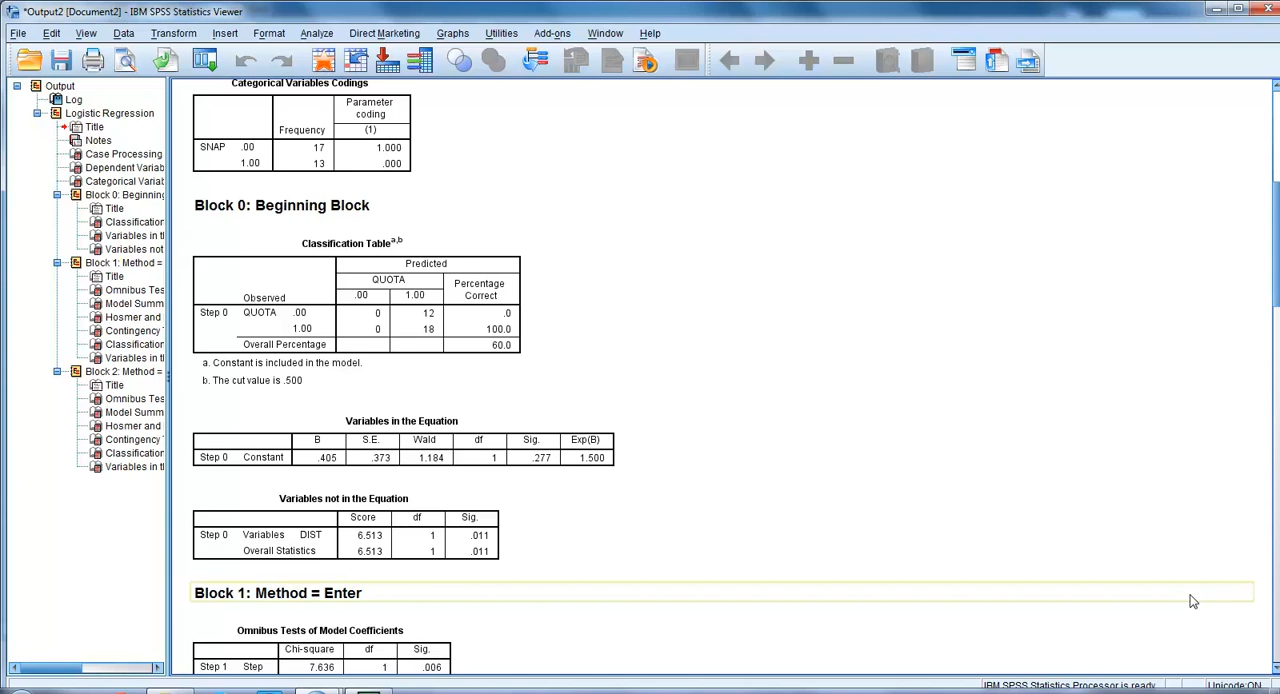 *Output2 [Document2] - IBM SPSS Statistics Viewer
File Edit View Data Transform Insert Format Analyze Direct Marketing Graphs Utilities Add-ons Window Help
Output
Log
Logistic Regression
Title
Notes
Case Processing
Dependent Variab
Categorical Variat
Block 0: Beginning
Title
Classification
Variables in th
Variables not
Block 1: Method =
Title
Omnibus Tes
Model Summ
Hosmer and
Contingency
Classification
Variables in th
Block 2: Method =
Title
Omnibus Tes
Model Summ
Hosmer and
Contingency
Classification
Variables in th
Categorical Variables Codings
Frequency Parameter coding
(1)
SNAP .00 17 1.000
1.00 13 .000
Block 0: Beginning Block
Classification Tablea,b
Observed Predicted
QUOTA Percentage Correct
.00 1.00
Step 0 QUOTA .00 0 12 .0
1.00 0 18 100.0
Overall Percentage 60.0
a. Constant is included in the model.
b. The cut value is .500
Variables in the Equation
B S.E. Wald df Sig. Exp(B)
Step 0 Constant .405 .373 1.184 1 .277 1.500
Variables not in the Equation
Score df Sig.
Step 0 Variables DIST 6.513 1 .011
Overall Statistics 6.513 1 .011
Block 1: Method = Enter
Omnibus Tests of Model Coefficients
Chi-square df Sig.
Step 1 Step 7.636 1 .006
IBM SPSS Statistics Processor is ready Unicode:ON